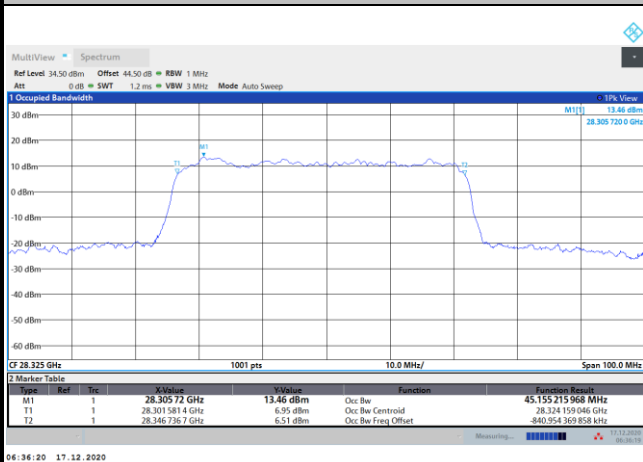 MultiView Spectrum
Ref Level 34.50 dBm Offset 44.50 dB RBW 1 MHz
Att 0 dB SWT 1.2 ms VBW 3 MHz Mode Auto Sweep
1 Occupied Bandwidth 1Pk View
M1[1] 13.46 dBm
28.305 720 0 GHz
30 dBm
M1
20 dBm
T1 T2
10 dBm
0 dBm
-10 dBm
-20 dBm
-30 dBm
-40 dBm
-50 dBm
-60 dBm
CF 28.325 GHz 1001 pts 10.0 MHz/ Span 100.0 MHz
2 Marker Table
Type Ref Trc X-Value Y-Value Function Function Result
M1 1 28.305 72 GHz 13.46 dBm Occ Bw 45.155 215 968 MHz
T1 1 28.301 581 4 GHz 6.95 dBm Occ Bw Centroid 28.324 159 046 GHz
T2 1 28.346 736 7 GHz 6.51 dBm Occ Bw Freq Offset -840.954 369 858 kHz
Measuring... 17.12.2020
06:36:19
06:36:20 17.12.2020